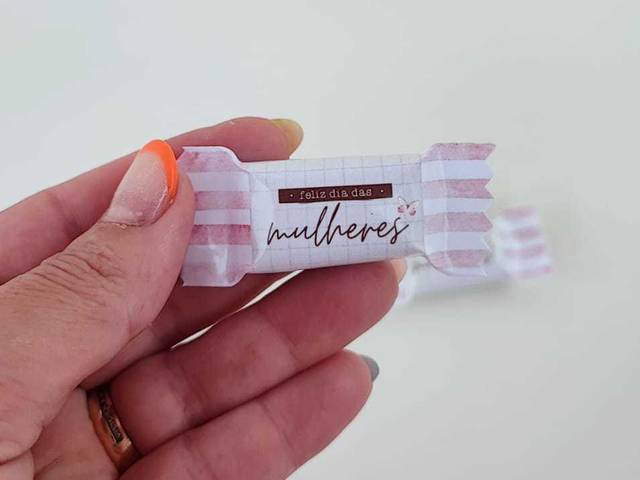 · feliz dia das ·
mulheres